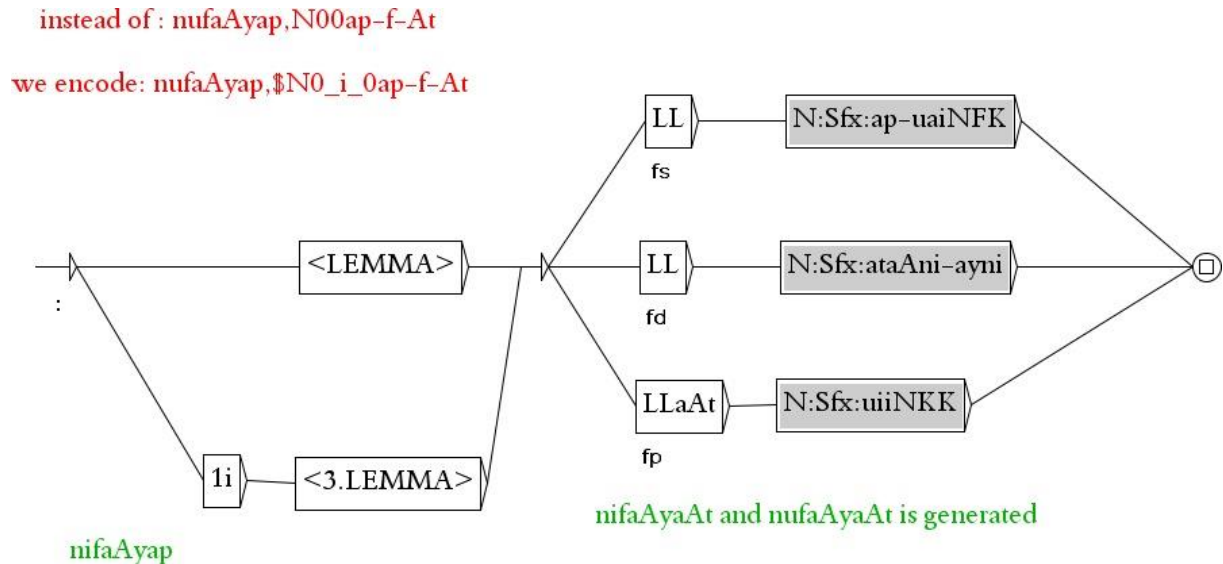 instead of : nufaAyap,N00ap-f-At
we encode: nufaAyap,$N0_i_0ap-f-At
LL
N:Sfx:ap-uaiNFK
fs
<LEMMA>
LL
N:Sfx:ataAni-ayni
:
fd
LLaAt
N:Sfx:uiiNKK
fp
1i
<3.LEMMA>
nifaAyaAt and nufaAyaAt is generated
nifaAyap